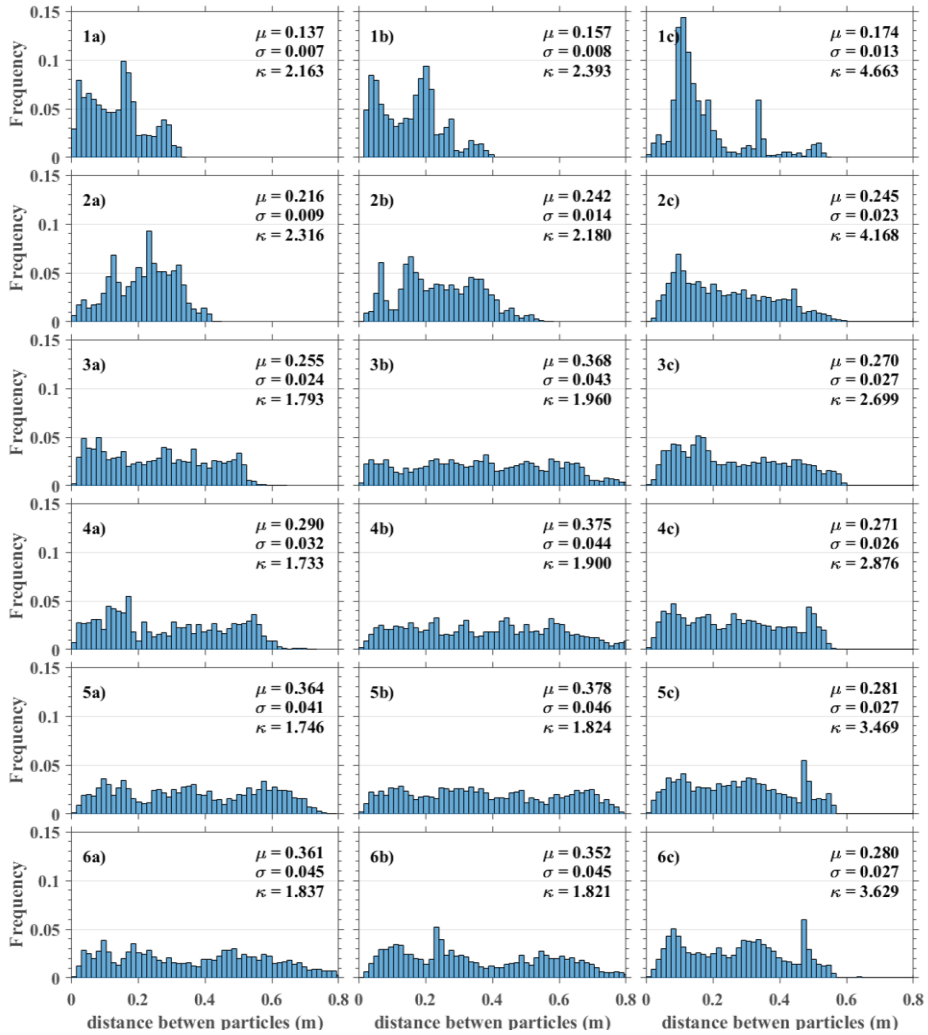 0.15
0.1
0.05
0
Frequency
1a)
μ = 0.137
σ = 0.007
κ = 2.163
1b)
μ = 0.157
σ = 0.008
κ = 2.393
1c)
μ = 0.174
σ = 0.013
κ = 4.663
0.15
0.1
0.05
0
Frequency
2a)
μ = 0.216
σ = 0.009
κ = 2.316
2b)
μ = 0.242
σ = 0.014
κ = 2.180
2c)
μ = 0.245
σ = 0.023
κ = 4.168
0.15
0.1
0.05
0
Frequency
3a)
μ = 0.255
σ = 0.024
κ = 1.793
3b)
μ = 0.368
σ = 0.043
κ = 1.960
3c)
μ = 0.270
σ = 0.027
κ = 2.699
0.15
0.1
0.05
0
Frequency
4a)
μ = 0.290
σ = 0.032
κ = 1.733
4b)
μ = 0.375
σ = 0.044
κ = 1.900
4c)
μ = 0.271
σ = 0.026
κ = 2.876
0.15
0.1
0.05
0
Frequency
5a)
μ = 0.364
σ = 0.041
κ = 1.746
5b)
μ = 0.378
σ = 0.046
κ = 1.824
5c)
μ = 0.281
σ = 0.027
κ = 3.469
0.15
0.1
0.05
0
Frequency
6a)
μ = 0.361
σ = 0.045
κ = 1.837
6b)
μ = 0.352
σ = 0.045
κ = 1.821
6c)
μ = 0.280
σ = 0.027
κ = 3.629
0 0.2 0.4 0.6 0.8
0 0.2 0.4 0.6 0.8
0 0.2 0.4 0.6 0.8
distance betwen particles (m)
distance betwen particles (m)
distance betwen particles (m)